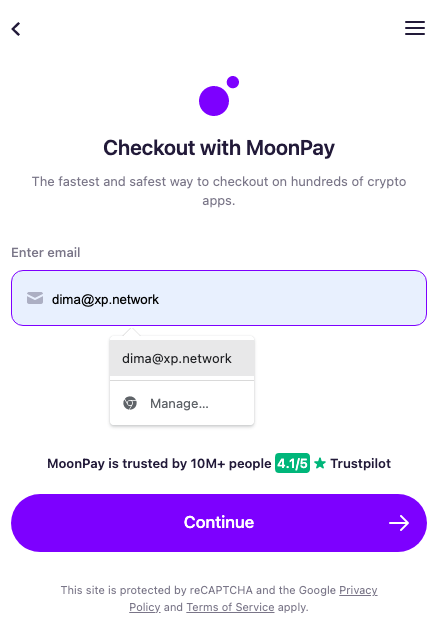 Checkout with MoonPay
The fastest and safest way to checkout on hundreds of crypto
apps.
Enter email
dima@xp.network
dima@xp.network
Manage...
MoonPay is trusted by 10M+ people 4.1/5 ★ Trustpilot
Continue
This site is protected by reCAPTCHA and the Google Privacy
Policy and Terms of Service apply.